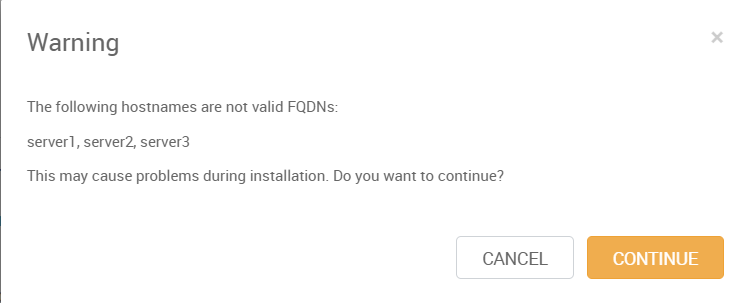 Warning
×
The following hostnames are not valid FQDNs:
server1, server2, server3
This may cause problems during installation. Do you want to continue?
CANCEL
CONTINUE